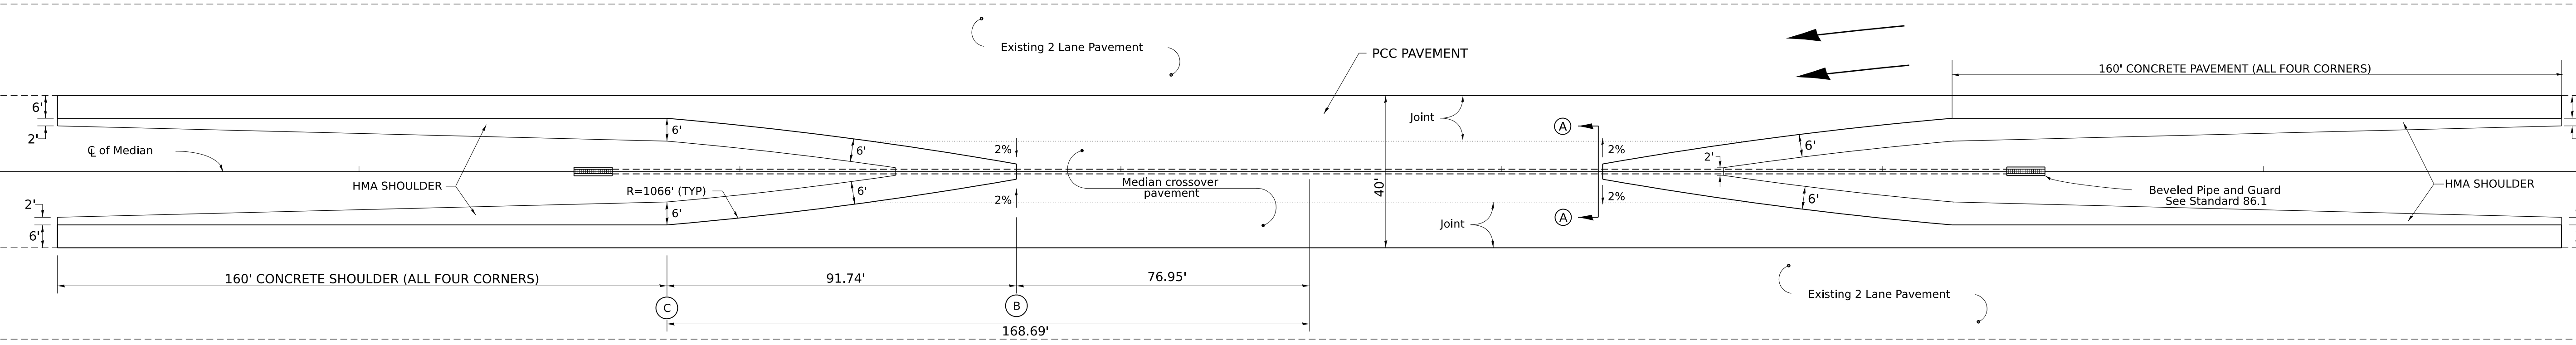 Existing 2 Lane Pavement
PCC PAVEMENT
160' CONCRETE PAVEMENT (ALL FOUR CORNERS)
6'
2'
℄ of Median
HMA SHOULDER
6'
6'
R=1066' (TYP)
6'
6'
2%
2%
Median crossover
pavement
Joint
Joint
40'
A
A
2%
2%
2'
6'
6'
Beveled Pipe and Guard
See Standard 86.1
HMA SHOULDER
2'
6'
160' CONCRETE SHOULDER (ALL FOUR CORNERS)
91.74'
76.95'
C
B
168.69'
Existing 2 Lane Pavement